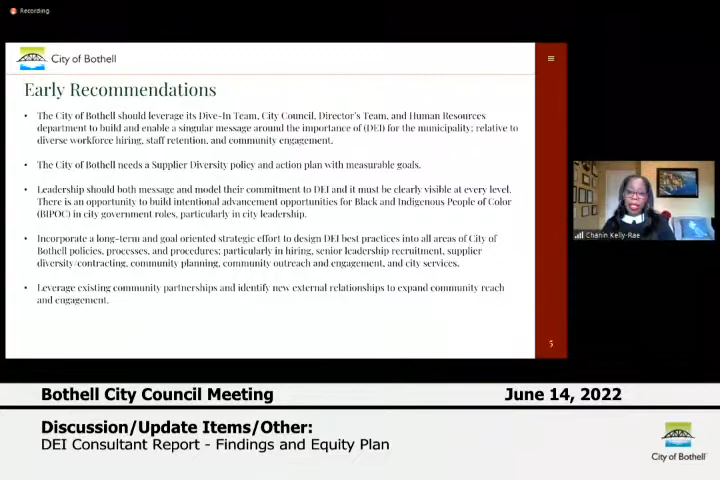 Recording
City of Bothell
Early Recommendations
• The City of Bothell should leverage its Dive-In Team, City Council, Director's Team, and Human Resources
department to build and enable a singular message around the importance of (DEI) for the municipality; relative to
diverse workforce hiring, staff retention, and community engagement.
• The City of Bothell needs a Supplier Diversity policy and action plan with measurable goals.
• Leadership should both message and model their commitment to DEI and it must be clearly visible at every level.
There is an opportunity to build intentional advancement opportunities for Black and Indigenous People of Color
(BIPOC) in city government roles, particularly in city leadership.
• Incorporate a long-term and goal oriented strategic effort to design DEI best practices into all areas of City of
Bothell policies, processes, and procedures; particularly in hiring, senior leadership recruitment, supplier
diversity/contracting, community planning, community outreach and engagement, and city services.
• Leverage existing community partnerships and identify new external relationships to expand community reach
and engagement.
5
Chanin Kelly-Rae
Bothell City Council Meeting
June 14, 2022
Discussion/Update Items/Other:
DEI Consultant Report - Findings and Equity Plan
City of Bothell